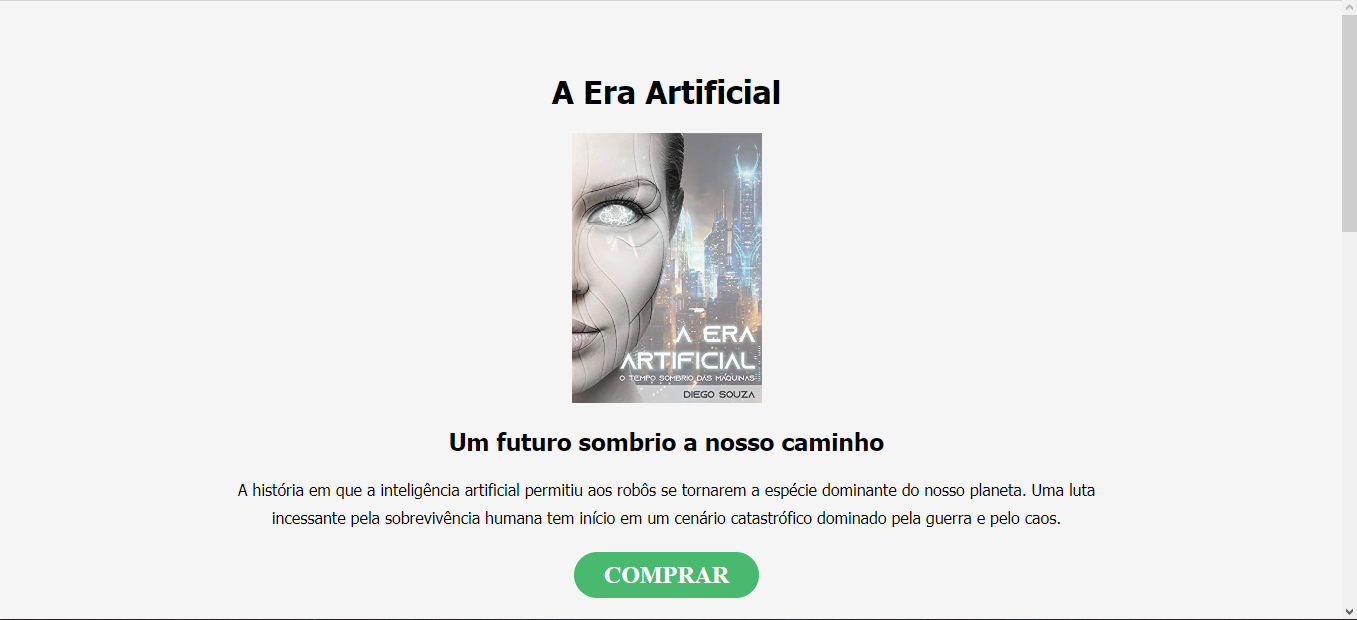 A Era Artificial
A ERA
ARTIFICIAL
O TEMPO SOMBRIO DAS MÁQUINAS
DIEGO SOUZA
Um futuro sombrio a nosso caminho
A história em que a inteligência artificial permitiu aos robôs se tornarem a espécie dominante do nosso planeta. Uma luta
incessante pela sobrevivência humana tem início em um cenário catastrófico dominado pela guerra e pelo caos.
COMPRAR